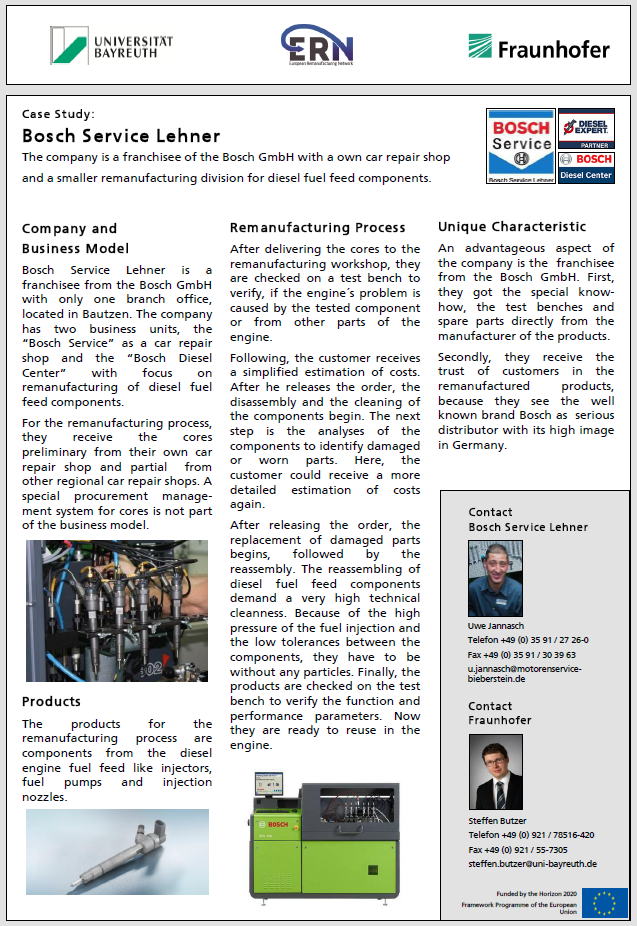 UNIVERSITÄT
BAYREUTH
ERN
European Remanufacturing Network
Fraunhofer
Case Study:
Bosch Service Lehner
The company is a franchisee of the Bosch GmbH with a own car repair shop
and a smaller remanufacturing division for diesel fuel feed components.
BOSCH
Service
Bosch Service Lehner
DIESEL
EXPERT.
PARTNER
BOSCH
Diesel Center
Company and
Business Model
Bosch Service Lehner is a
franchisee from the Bosch GmbH
with only one branch office,
located in Bautzen. The company
has two business units, the
“Bosch Service” as a car repair
shop and the “Bosch Diesel
Center” with focus on
remanufacturing of diesel fuel
feed components.
For the remanufacturing process,
they receive the cores
preliminary from their own car
repair shop and partial from
other regional car repair shops. A
special procurement manage-
ment system for cores is not part
of the business model.
Products
The products for the
remanufacturing process are
components from the diesel
engine fuel feed like injectors,
fuel pumps and injection
nozzles.
Remanufacturing Process
After delivering the cores to the
remanufacturing workshop, they
are checked on a test bench to
verify, if the engine´s problem is
caused by the tested component
or from other parts of the
engine.
Following, the customer receives
a simplified estimation of costs.
After he releases the order, the
disassembly and the cleaning of
the components begin. The next
step is the analyses of the
components to identify damaged
or worn parts. Here, the
customer could receive a more
detailed estimation of costs
again.
After releasing the order, the
replacement of damaged parts
begins, followed by the
reassembly. The reassembling of
diesel fuel feed components
demand a very high technical
cleanness. Because of the high
pressure of the fuel injection and
the low tolerances between the
components, they have to be
without any particles. Finally, the
products are checked on the test
bench to verify the function and
performance parameters. Now
they are ready to reuse in the
engine.
BOSCH
Unique Characteristic
An advantageous aspect of
the company is the franchisee
from the Bosch GmbH. First,
they got the special know-
how, the test benches and
spare parts directly from the
manufacturer of the products.
Secondly, they receive the
trust of customers in the
remanufactured products,
because they see the well
known brand Bosch as serious
distributor with its high image
in Germany.
Contact
Bosch Service Lehner
Uwe Jannasch
Telefon +49 (0) 35 91 / 27 26-0
Fax +49 (0) 35 91 / 30 39 63
u.jannasch@motorenservice-
bieberstein.de
Contact
Fraunhofer
Steffen Butzer
Telefon +49 (0) 921 / 78516-420
Fax +49 (0) 921 / 55-7305
steffen.butzer@uni-bayreuth.de
Funded by the Horizon 2020
Framework Programme of the European
Union